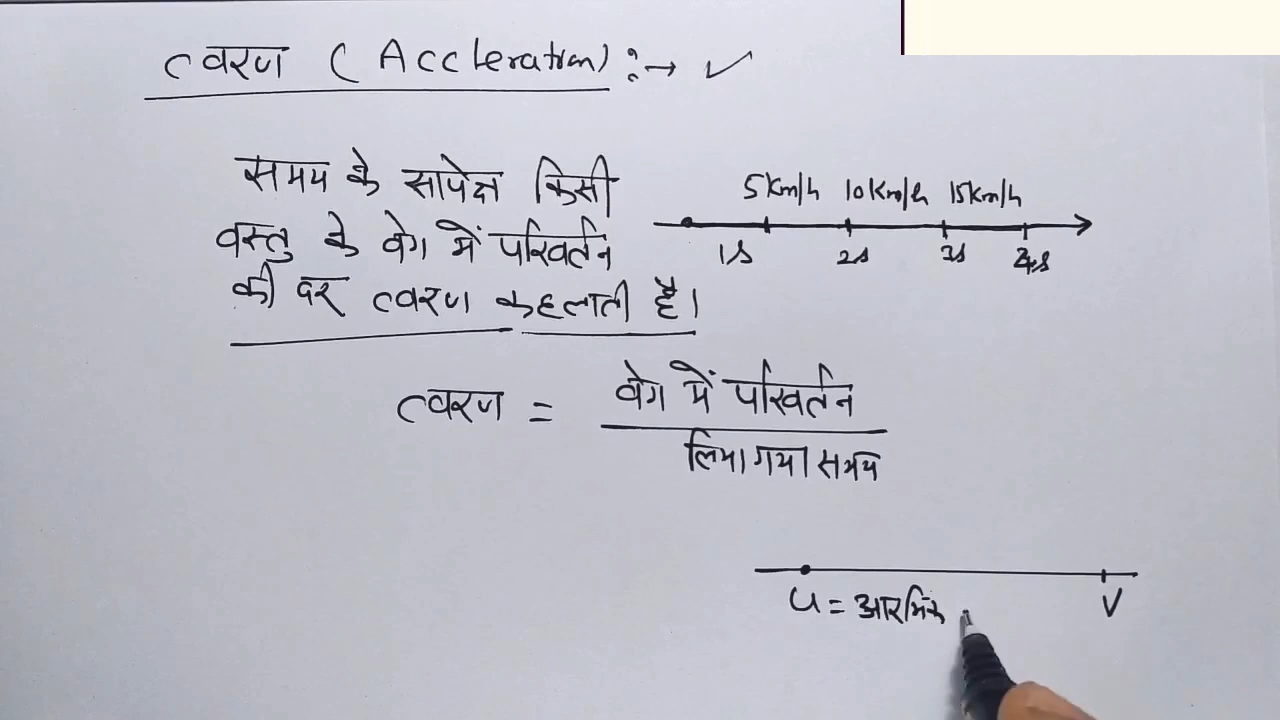 त्वरण (Accleration) :→ ✓
समय के सापेक्ष किसी
वस्तु के वेग में परिवर्तन
की दर त्वरण कहलाती है।
5Km/h 10Km/h 15Km/h
1s 2s 3s 4s
त्वरण = वेग में परिवर्तन
लिया गया समय
u = आरंभिक
V